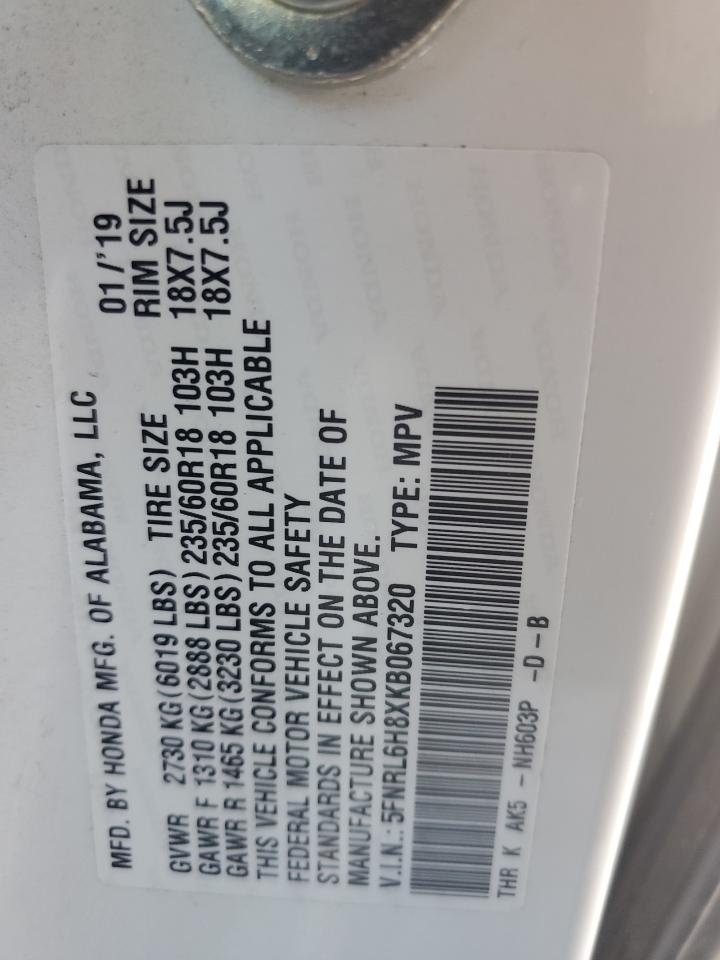 MFD. BY HONDA MFG. OF ALABAMA, LLC 01/'19
GVWR 2730 KG (6019 LBS) TIRE SIZE RIM SIZE
GAWR F 1310 KG (2888 LBS) 235/60R18 103H 18X7.5J
GAWR R 1465 KG (3230 LBS) 235/60R18 103H 18X7.5J
THIS VEHICLE CONFORMS TO ALL APPLICABLE
FEDERAL MOTOR VEHICLE SAFETY
STANDARDS IN EFFECT ON THE DATE OF
MANUFACTURE SHOWN ABOVE.
V.I.N.: 5FNRL6H8XKB067320 TYPE: MPV
THR K AK5 - NH603P -D-B